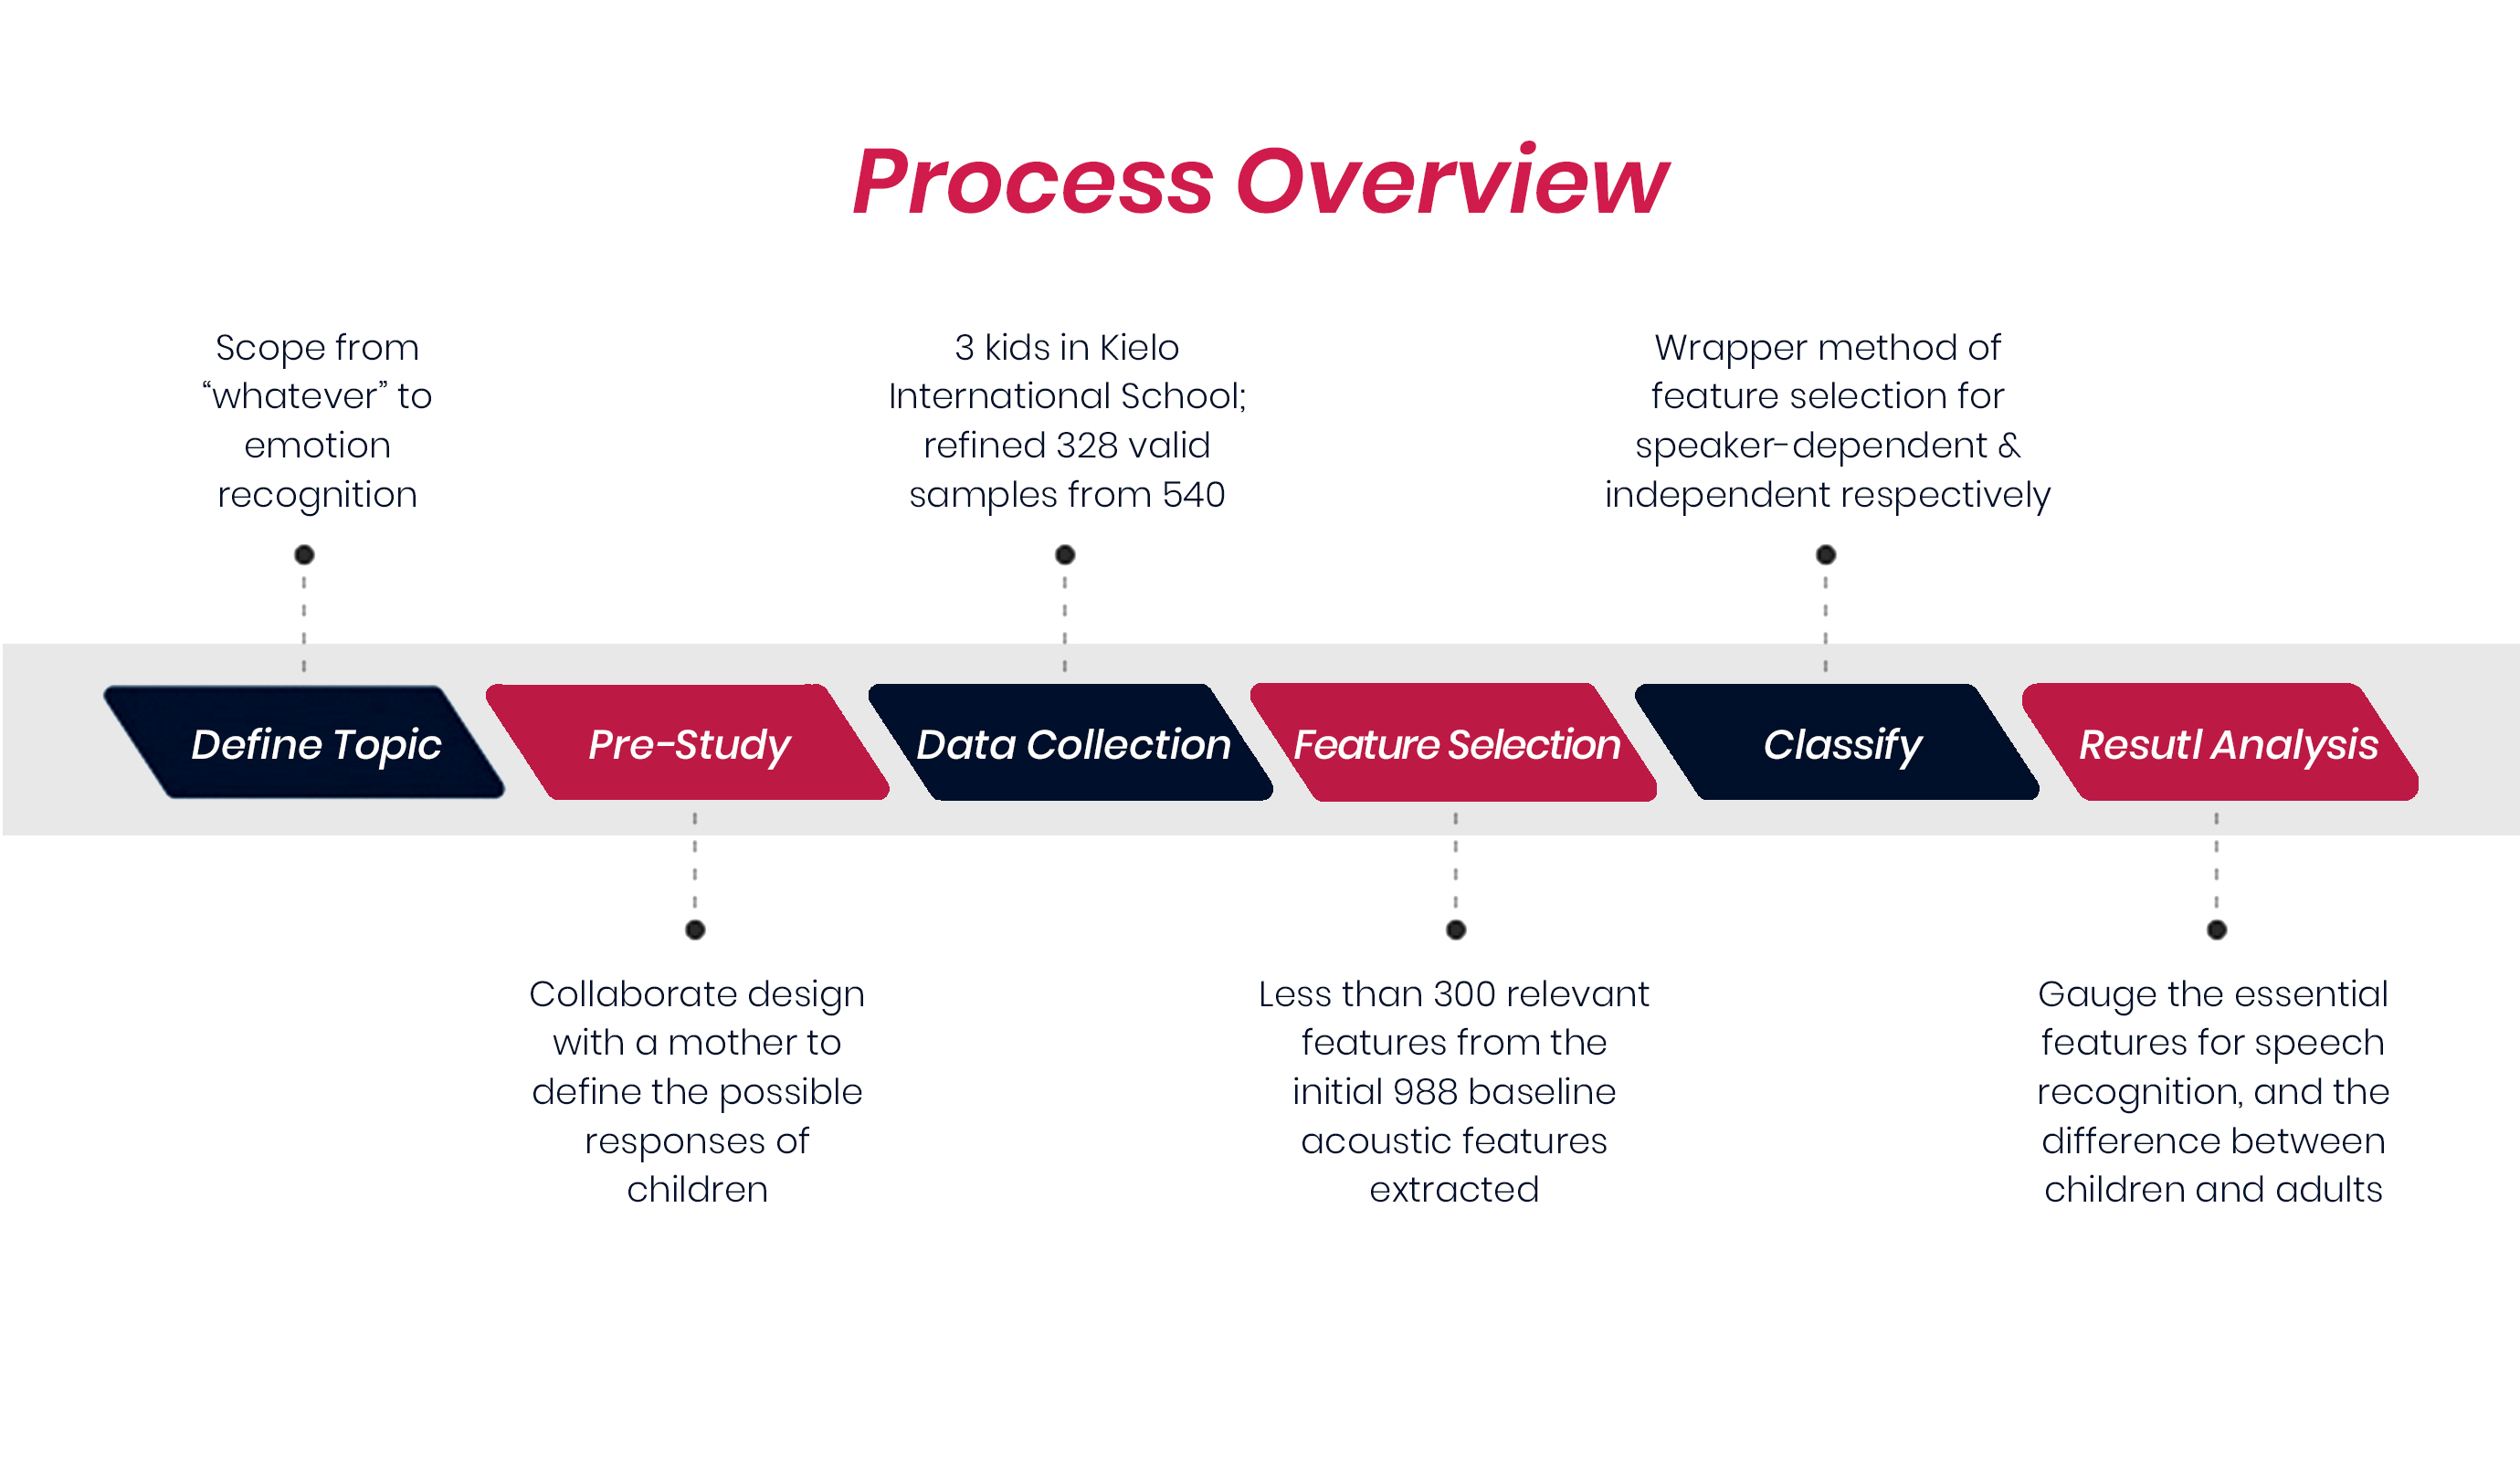 Process Overview
Scope from
“whatever” to
emotion
recognition
3 kids in Kielo
International School;
refined 328 valid
samples from 540
Wrapper method of
feature selection for
speaker-dependent &
independent respectively
Define Topic
Pre-Study
Data Collection
Feature Selection
Classify
Resutl Analysis
Collaborate design
with a mother to
define the possible
responses of
children
Less than 300 relevant
features from the
initial 988 baseline
acoustic features
extracted
Gauge the essential
features for speech
recognition, and the
difference between
children and adults